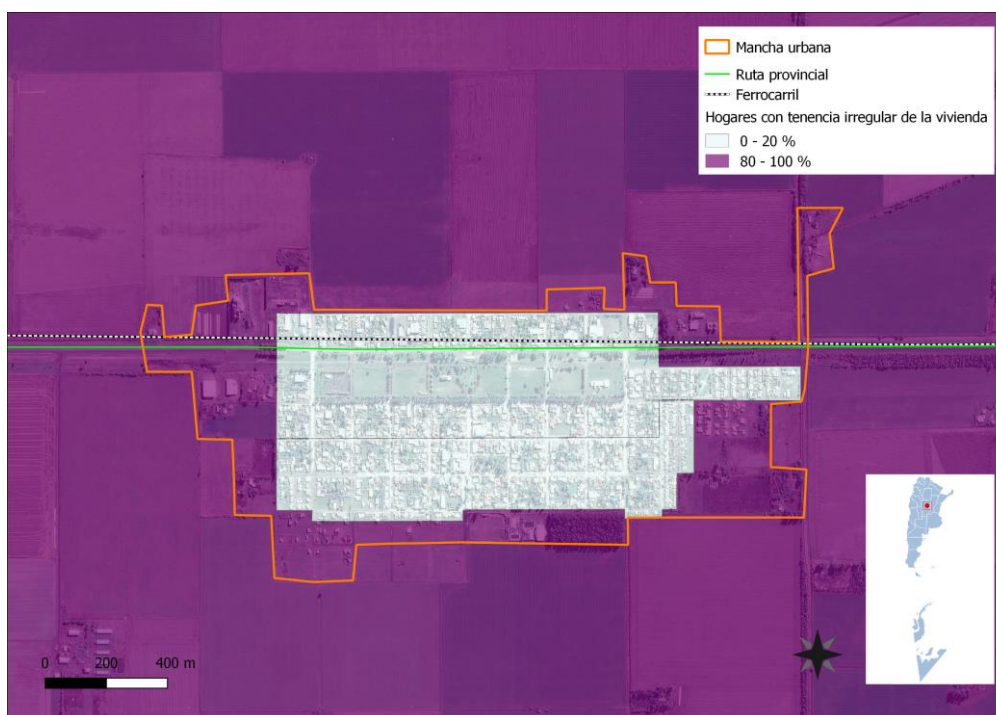 Mancha urbana
Ruta provincial
Ferrocarril
Hogares con tenencia irregular de la vivienda
0 - 20 %
80 - 100 %
0 200 400 m